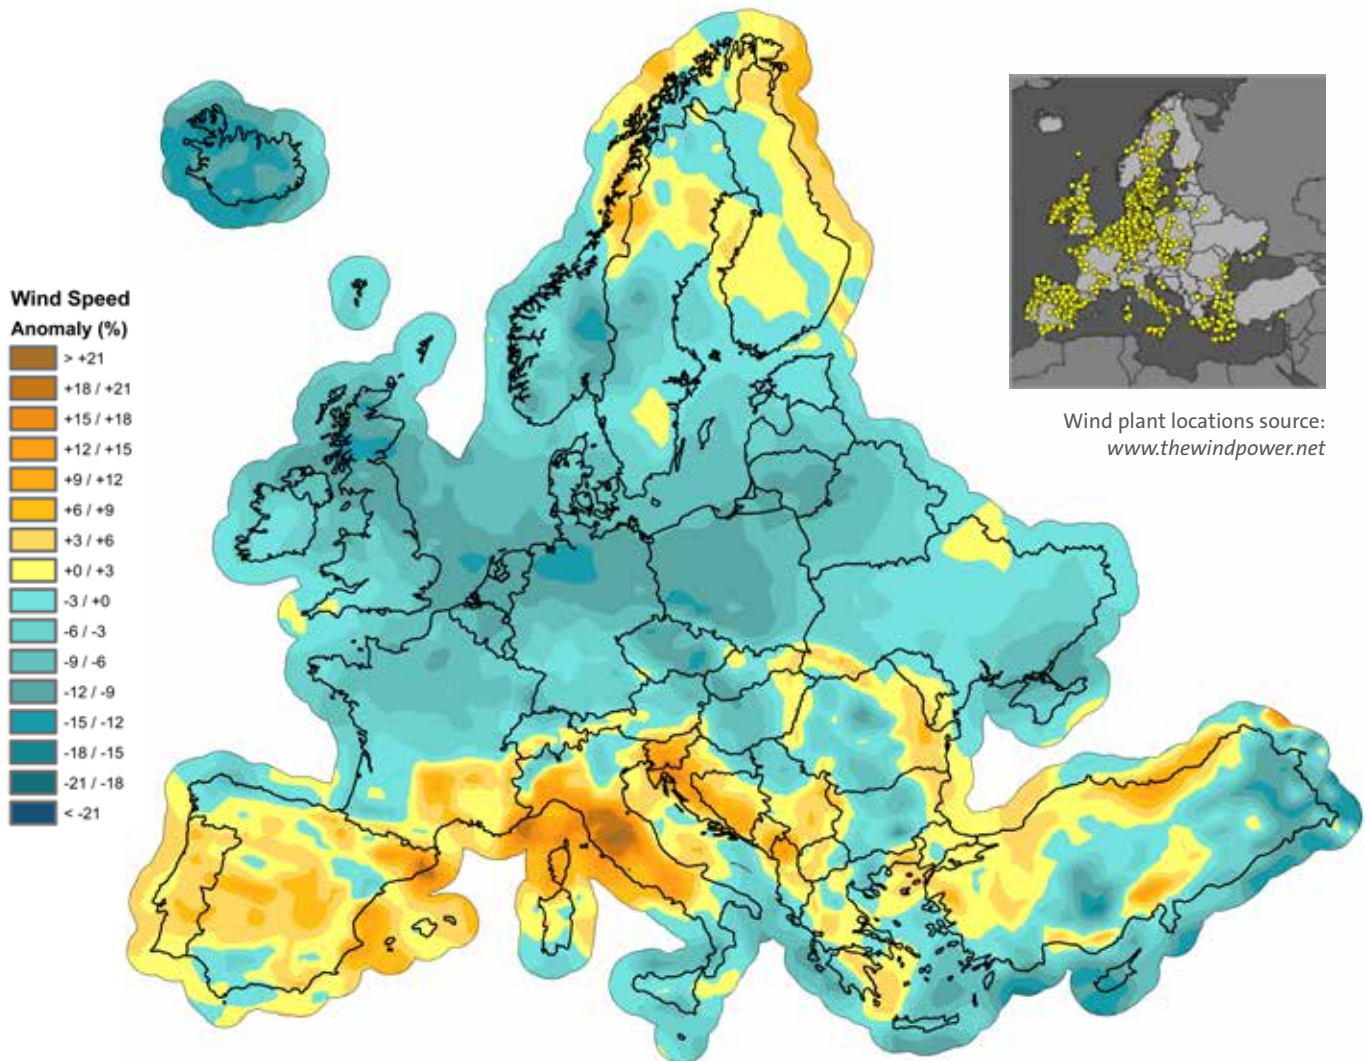 Wind Speed
Anomaly (%)
> +21
+18 / +21
+15 / +18
+12 / +15
+9 / +12
+6 / +9
+3 / +6
+0 / +3
-3 / +0
-6 / -3
-9 / -6
-12 / -9
-15 / -12
-18 / -15
-21 / -18
< -21
Wind plant locations source:
www.thewindpower.net